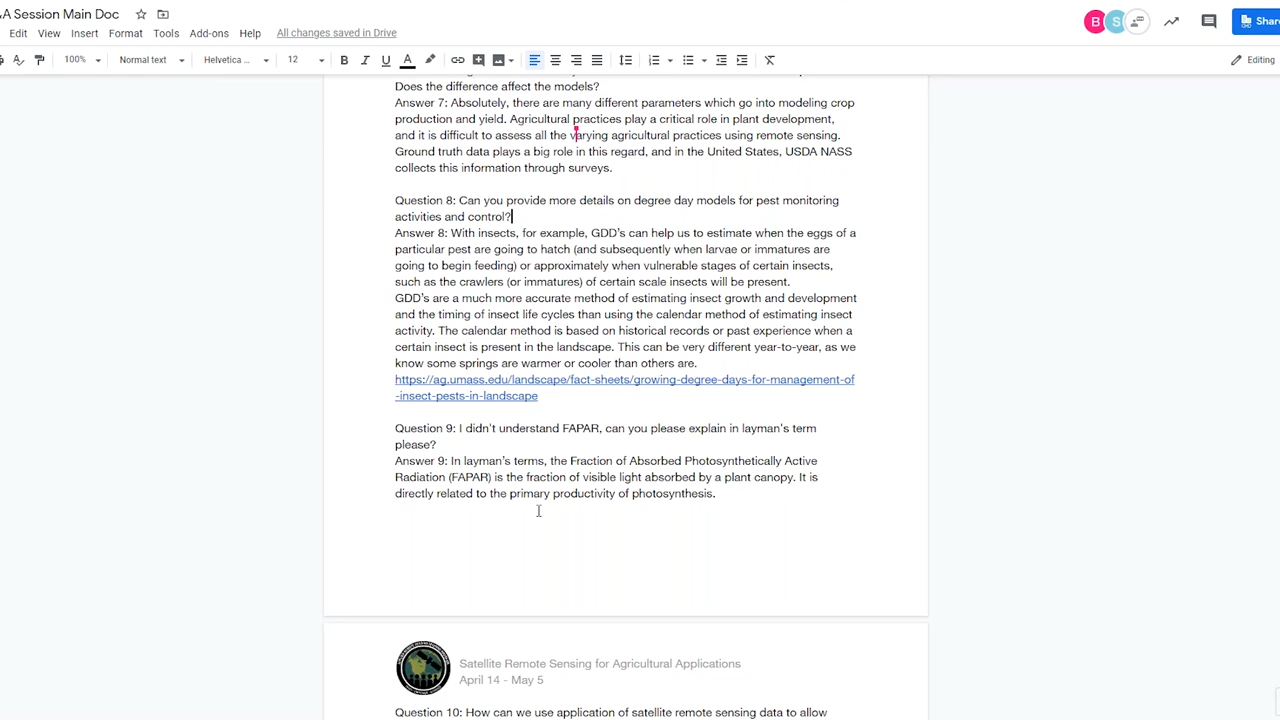 A Session Main Doc
Edit View Insert Format Tools Add-ons Help All changes saved in Drive
B S Share
100% Normal text Helvetica ... 12 B I U A Editing
Does the difference affect the models?
Answer 7: Absolutely, there are many different parameters which go into modeling crop
production and yield. Agricultural practices play a critical role in plant development,
and it is difficult to assess all the varying agricultural practices using remote sensing.
Ground truth data plays a big role in this regard, and in the United States, USDA NASS
collects this information through surveys.
Question 8: Can you provide more details on degree day models for pest monitoring
activities and control?
Answer 8: With insects, for example, GDD's can help us to estimate when the eggs of a
particular pest are going to hatch (and subsequently when larvae or immatures are
going to begin feeding) or approximately when vulnerable stages of certain insects,
such as the crawlers (or immatures) of certain scale insects will be present.
GDD's are a much more accurate method of estimating insect growth and development
and the timing of insect life cycles than using the calendar method of estimating insect
activity. The calendar method is based on historical records or past experience when a
certain insect is present in the landscape. This can be very different year-to-year, as we
know some springs are warmer or cooler than others are.
https://ag.umass.edu/landscape/fact-sheets/growing-degree-days-for-management-of
-insect-pests-in-landscape
Question 9: I didn't understand FAPAR, can you please explain in layman's term
please?
Answer 9: In layman's terms, the Fraction of Absorbed Photosynthetically Active
Radiation (FAPAR) is the fraction of visible light absorbed by a plant canopy. It is
directly related to the primary productivity of photosynthesis.
Satellite Remote Sensing for Agricultural Applications
April 14 - May 5
Question 10: How can we use application of satellite remote sensing data to allow